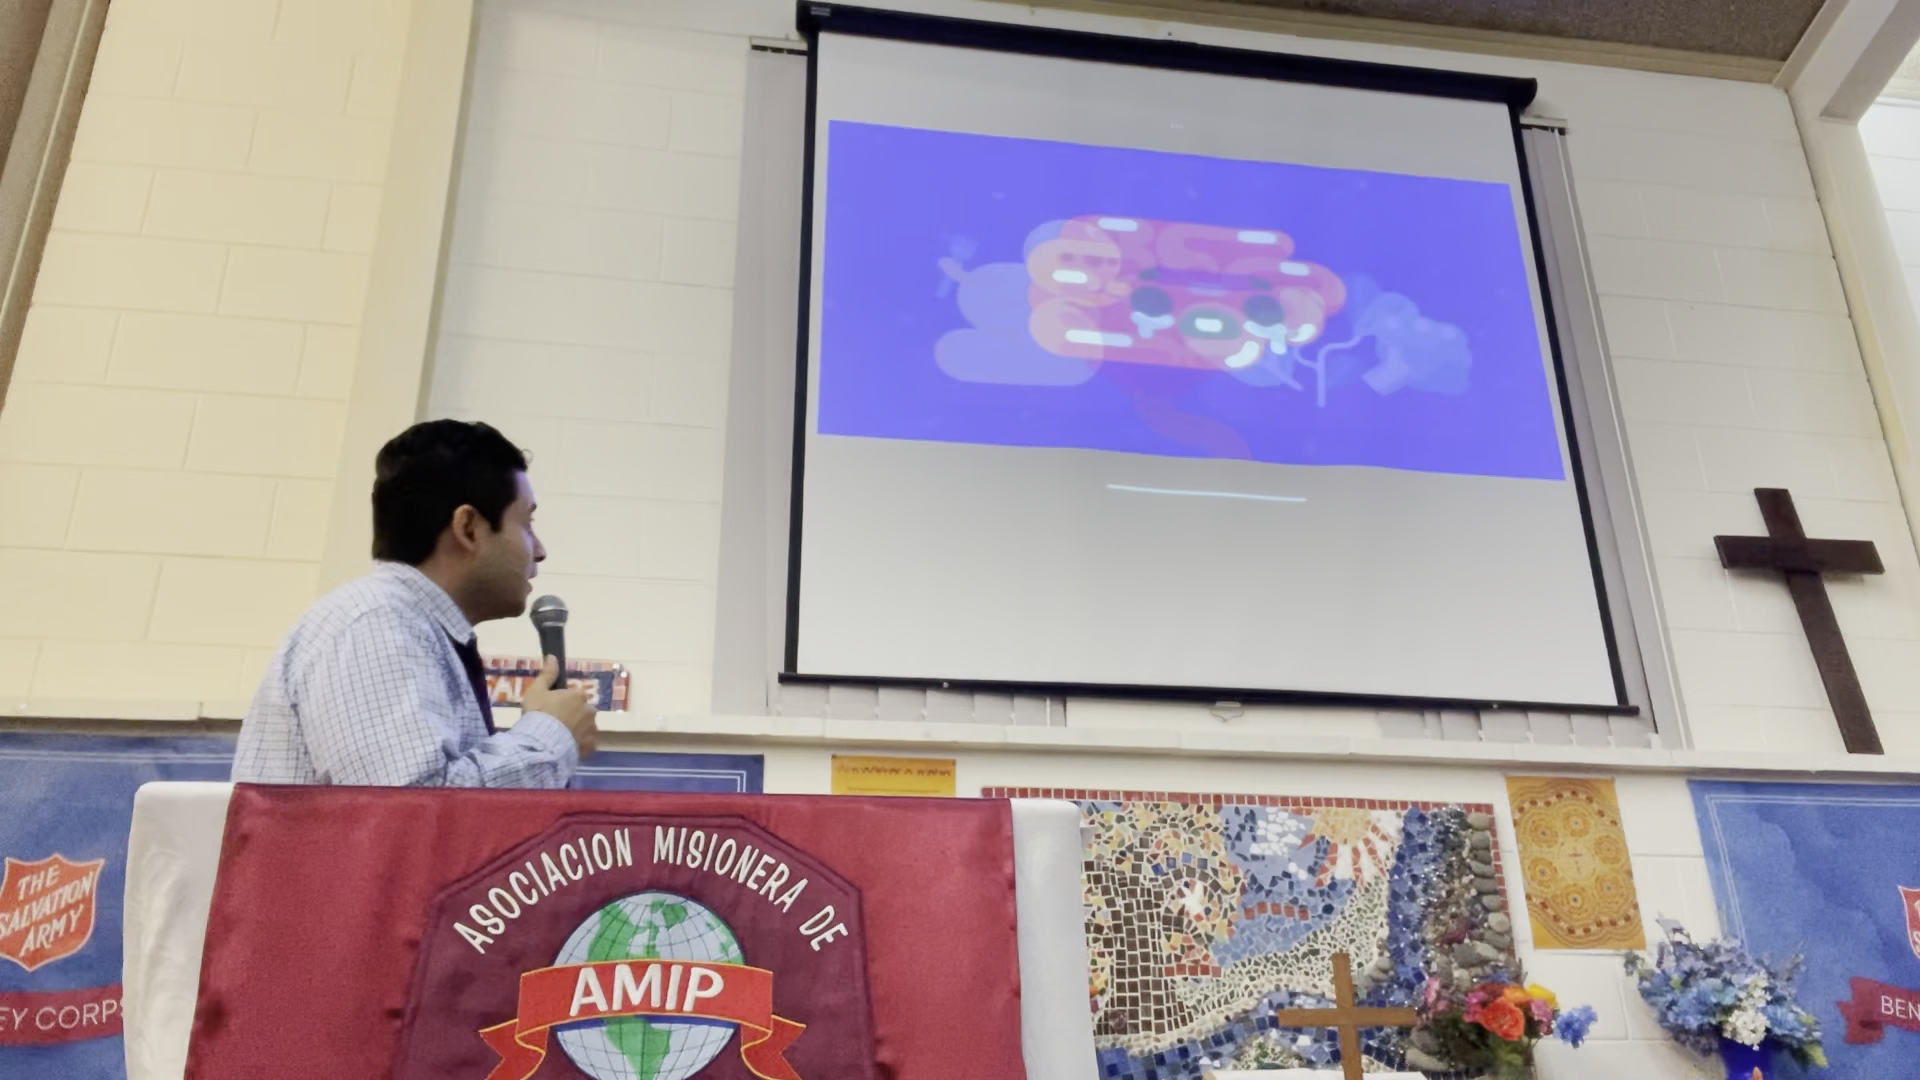 THE
SALVATION
ARMY
EY CORPS
ASOCIACION MISIONERA DE
AMIP
BEN